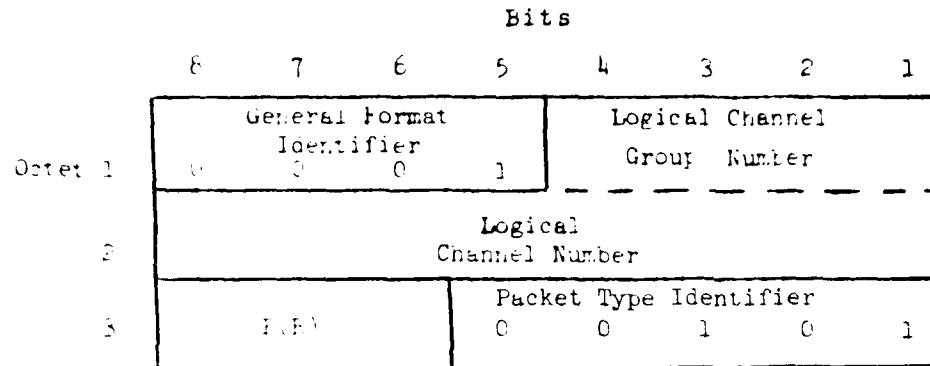 Bits
8 7 6 5 4 3 2 1
General Format Logical Channel
Identifier Group Number
Octet 1 0 0 0 1
Logical
2 Channel Number
Packet Type Identifier
3 P(R) 0 0 1 0 1